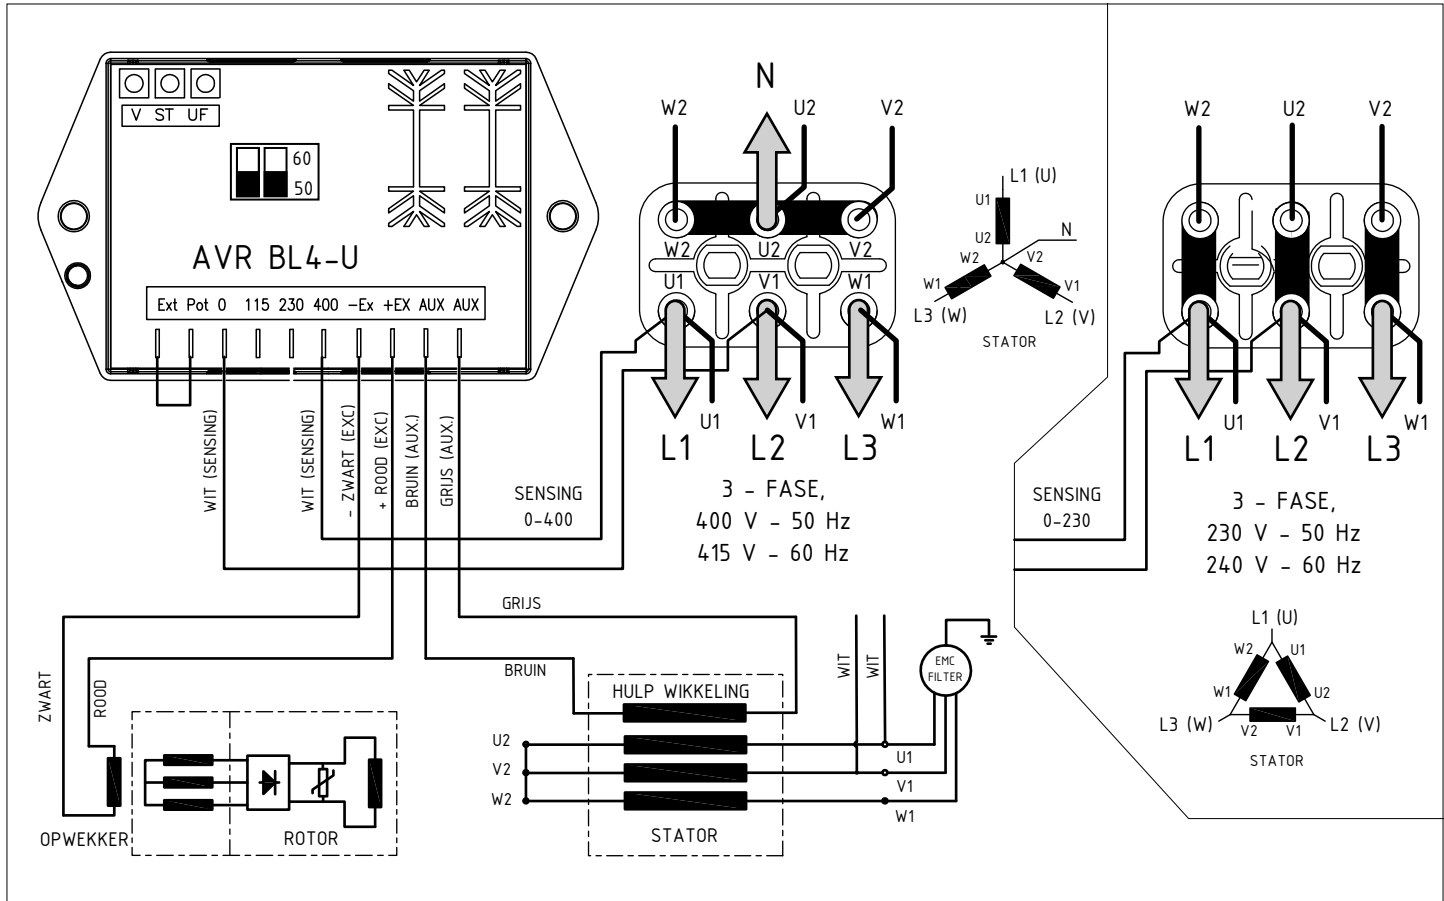 V ST UF
60
50
AVR BL4-U
Ext Pot 0 115 230 400 -Ex +EX AUX AUX
WIT (SENSING)
WIT (SENSING)
- ZWART (EXC)
+ ROOD (EXC)
BRUIN (AUX.)
GRIJS (AUX.)
N
W2 U2 V2
W2 U2 V2
U1 V1 W1
U1 V1 W1
L1 L2 L3
SENSING
0-400
3 - FASE,
400 V - 50 Hz
415 V - 60 Hz
L1 (U)
U1
U2
N
W2 V2
W1 V1
L3 (W) L2 (V)
STATOR
W2 U2 V2
U1 V1 W1
L1 L2 L3
SENSING
0-230
3 - FASE,
230 V - 50 Hz
240 V - 60 Hz
L1 (U)
W2 U1
W1 U2
L3 (W) V2 V1 L2 (V)
STATOR
GRIJS
BRUIN
ZWART
ROOD
OPWEKKER
ROTOR
HULP WIKKELING
U2
V2
W2
STATOR
WIT
WIT
EMC
FILTER
U1
V1
W1